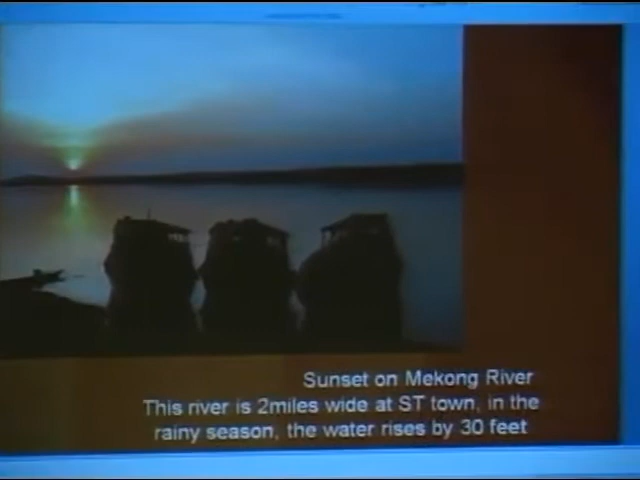 Sunset on Mekong River
This river is 2miles wide at ST town, in the
rainy season, the water rises by 30 feet